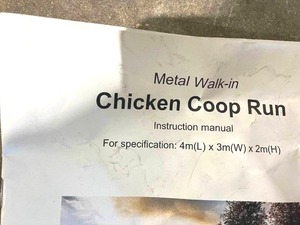 Metal Walk-in
Chicken Coop Run
Instruction manual
For specification: 4m(L) x 3m(W) x 2m(H)